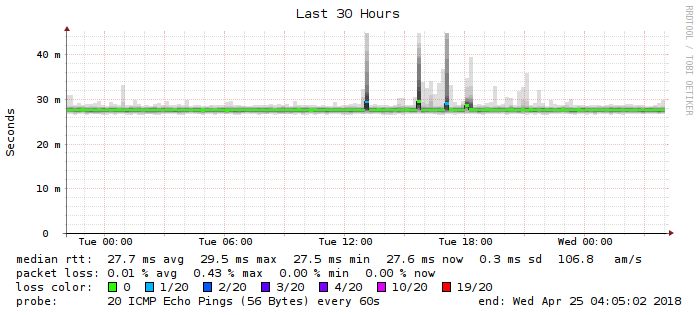 Last 30 Hours
RRDTOOL / TOBI OETIKER
Seconds
40 m
30 m
20 m
10 m
0
Tue 00:00 Tue 06:00 Tue 12:00 Tue 18:00 Wed 00:00
median rtt: 27.7 ms avg 29.5 ms max 27.5 ms min 27.6 ms now 0.3 ms sd 106.8 am/s
packet loss: 0.01 % avg 0.43 % max 0.00 % min 0.00 % now
loss color: 0 1/20 2/20 3/20 4/20 10/20 19/20
probe: 20 ICMP Echo Pings (56 Bytes) every 60s end: Wed Apr 25 04:05:02 2018